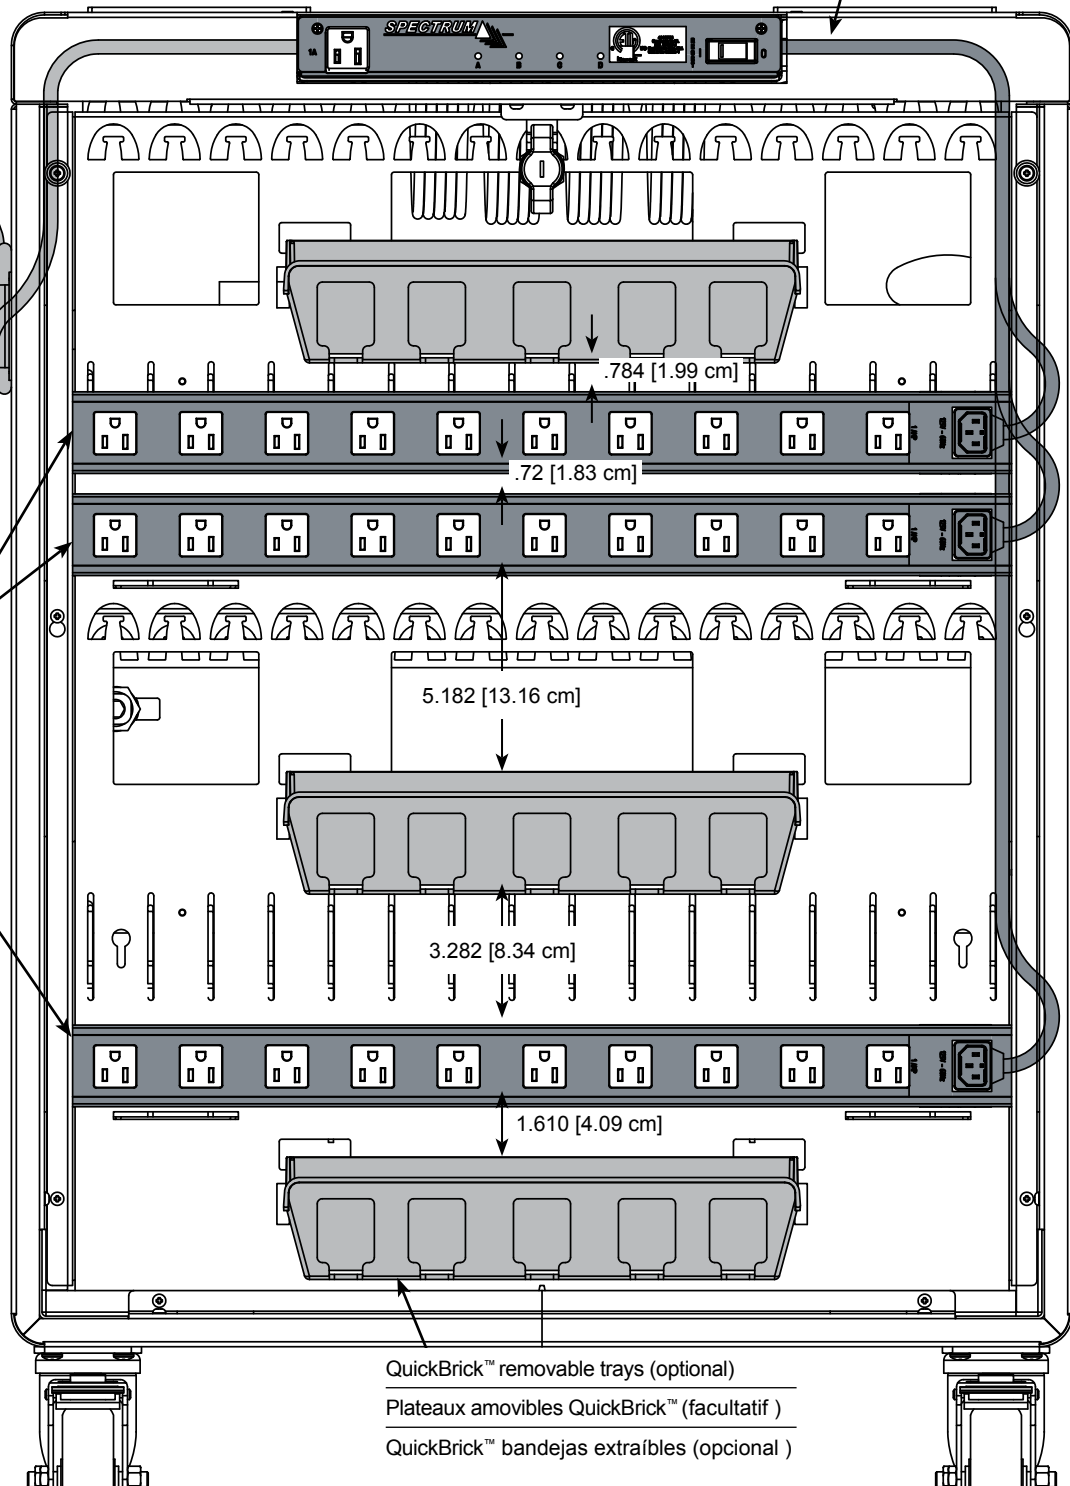 SPECTRUM
1A
A B C D
.784 [1.99 cm]
.72 [1.83 cm]
5.182 [13.16 cm]
3.282 [8.34 cm]
1.610 [4.09 cm]
QuickBrick™ removable trays (optional)
Plateaux amovibles QuickBrick™ (facultatif )
QuickBrick™ bandejas extraíbles (opcional )